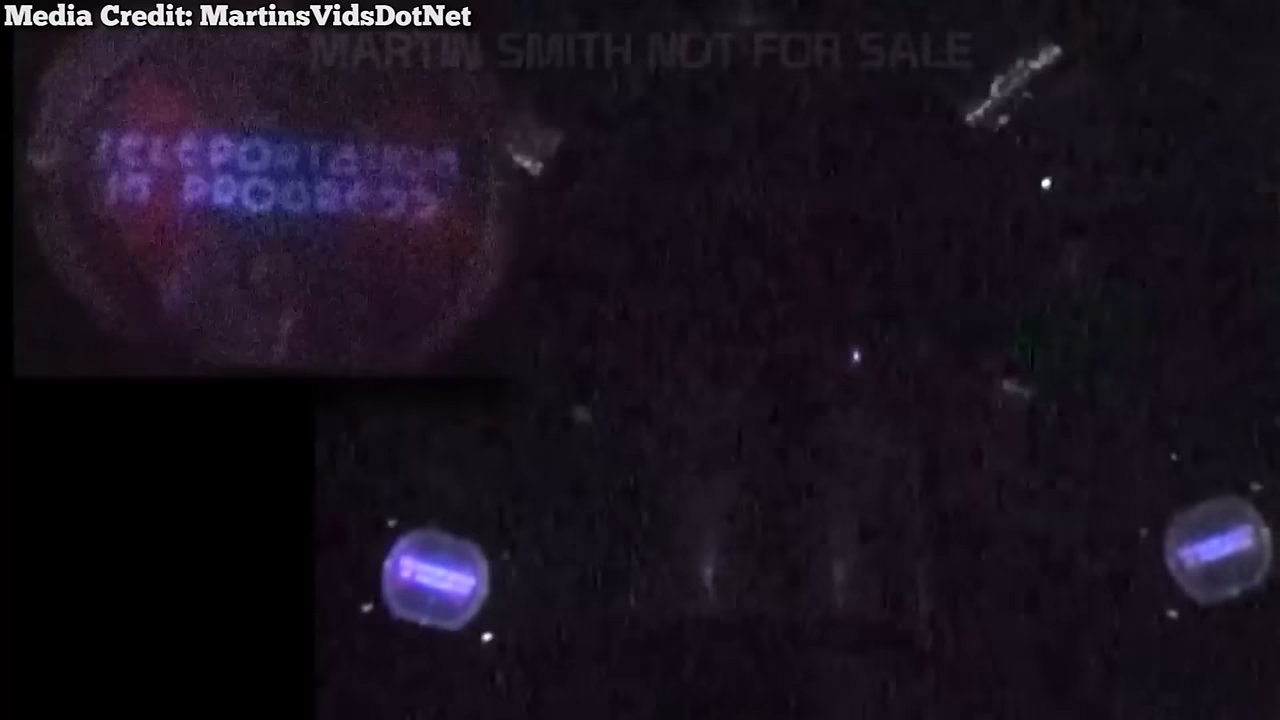 Media Credit: MartinsVidsDotNet
MARTIN SMITH NOT FOR SALE
TELEPORTATION
IN PROGRESS